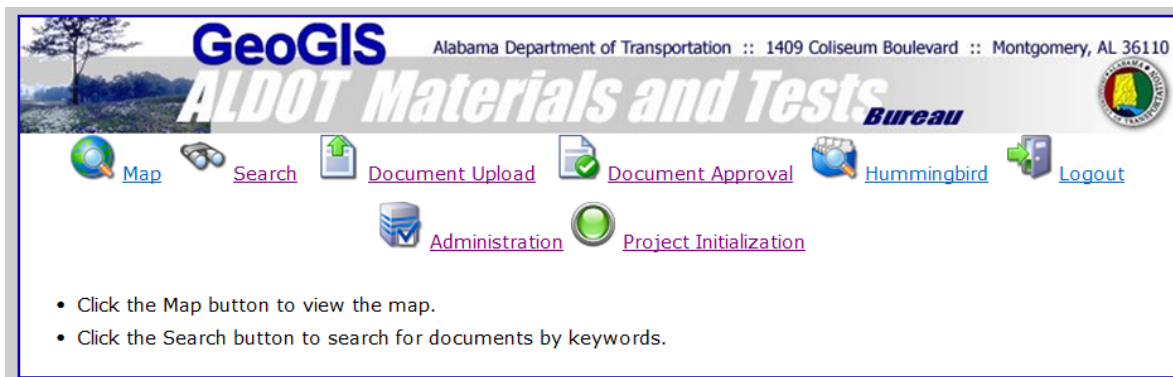 GeoGIS
Alabama Department of Transportation :: 1409 Coliseum Boulevard :: Montgomery, AL 36110
ALDOT Materials and Tests Bureau
Map Search Document Upload Document Approval Hummingbird Logout
Administration Project Initialization
• Click the Map button to view the map.
• Click the Search button to search for documents by keywords.